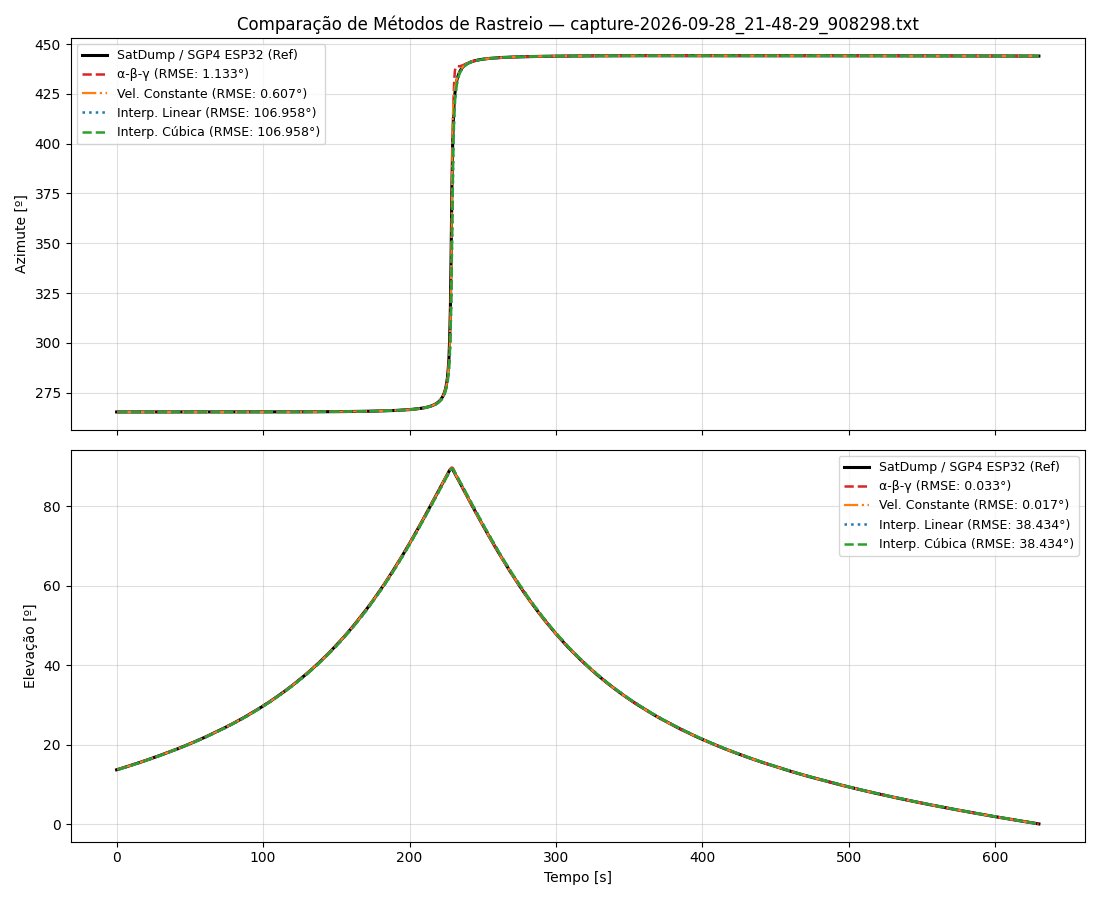 Comparação de Métodos de Rastreio — capture-2026-09-28_21-48-29_908298.txt
SatDump / SGP4 ESP32 (Ref)
α-β-γ (RMSE: 1.133°)
Vel. Constante (RMSE: 0.607°)
Interp. Linear (RMSE: 106.958°)
Interp. Cúbica (RMSE: 106.958°)
Azimute [º]
450
425
400
375
350
325
300
275
SatDump / SGP4 ESP32 (Ref)
α-β-γ (RMSE: 0.033°)
Vel. Constante (RMSE: 0.017°)
Interp. Linear (RMSE: 38.434°)
Interp. Cúbica (RMSE: 38.434°)
Elevação [º]
80
60
40
20
0
0 100 200 300 400 500 600
Tempo [s]